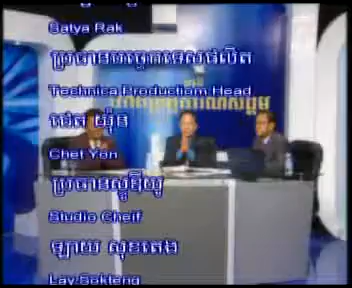 Satya Rak
ប្រធានបច្ចេកទេសផលិត
Technica Production Head
ជេត យ៉ុន
Chet Yon
ប្រធានស្ទូឌីយូ
Studio Cheif
ឡាយ សុខតេង
Lay Sokteng